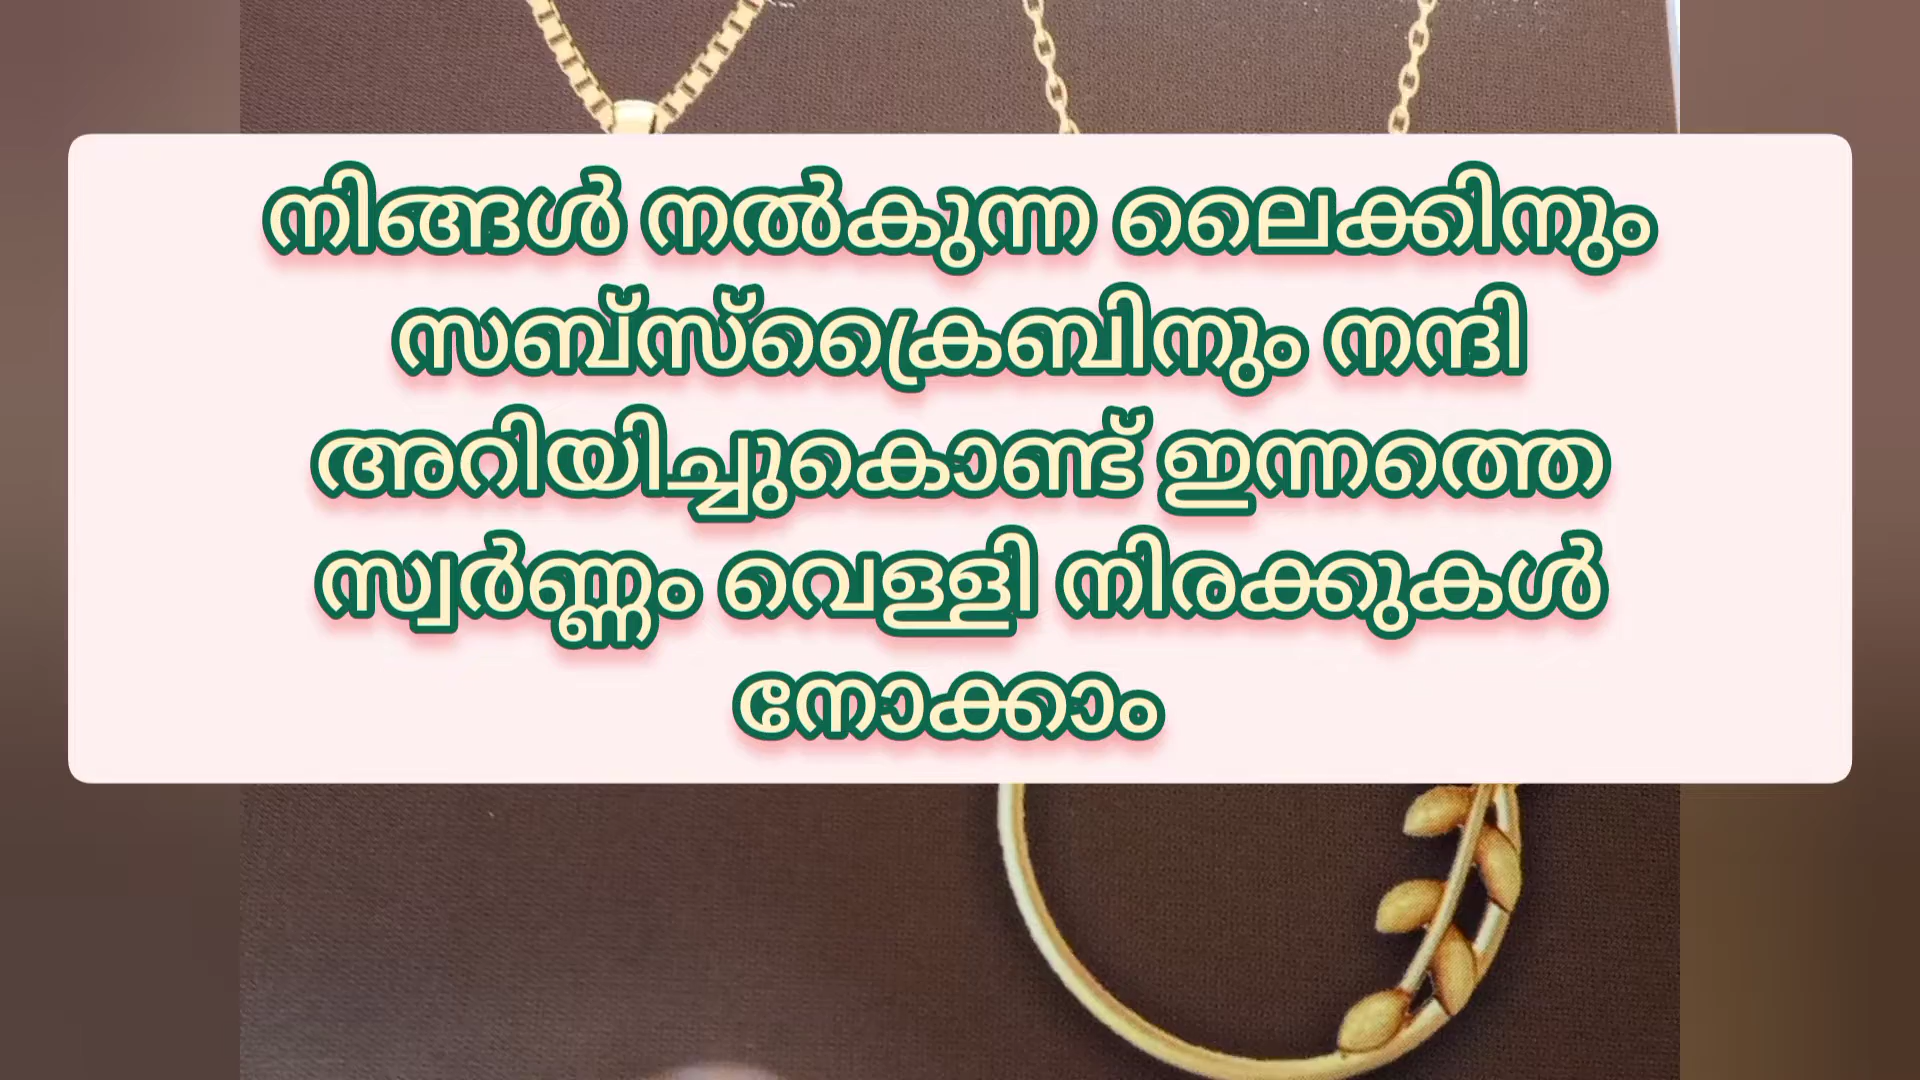 നിങ്ങൾ നൽകുന്ന ലൈക്കിനും
സബ്സ്ക്രൈബിനും നന്ദി
അറിയിച്ചുകൊണ്ട് ഇന്നത്തെ
സ്വർണ്ണം വെള്ളി നിരക്കുകൾ
നോക്കാം